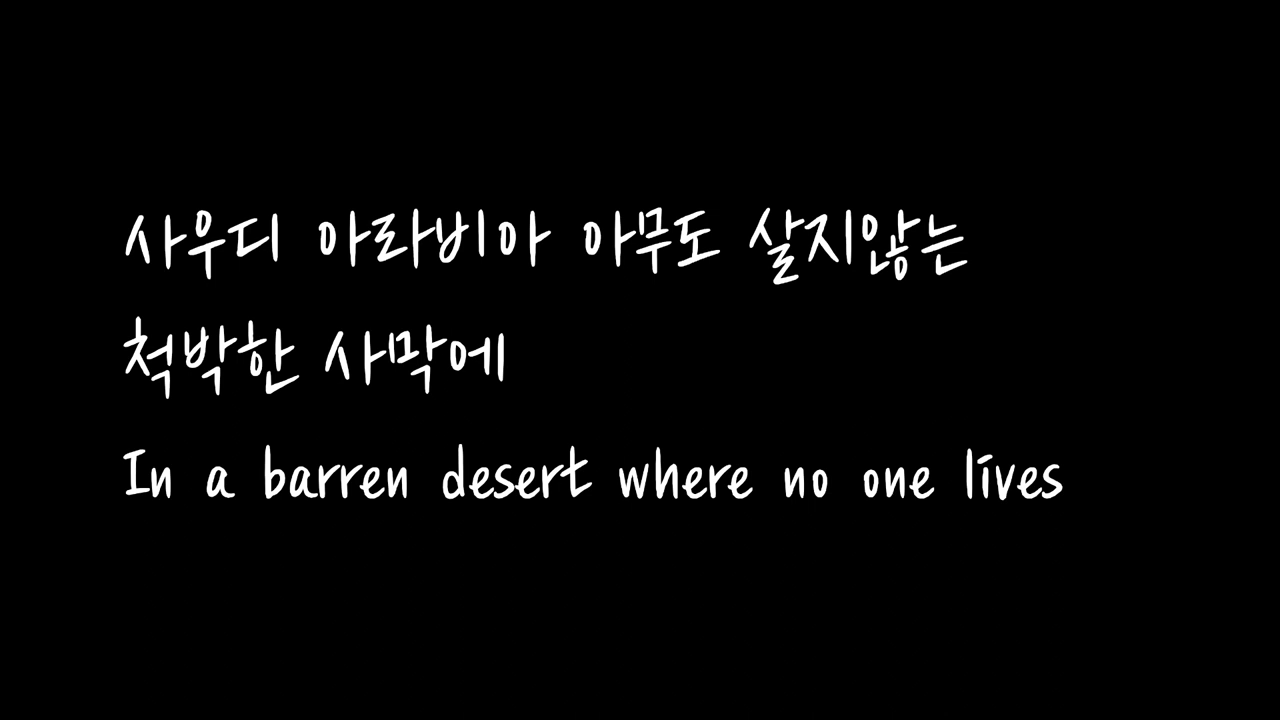 사우디 아라비아 아무도 살지않는
척박한 사막에
In a barren desert where no one lives